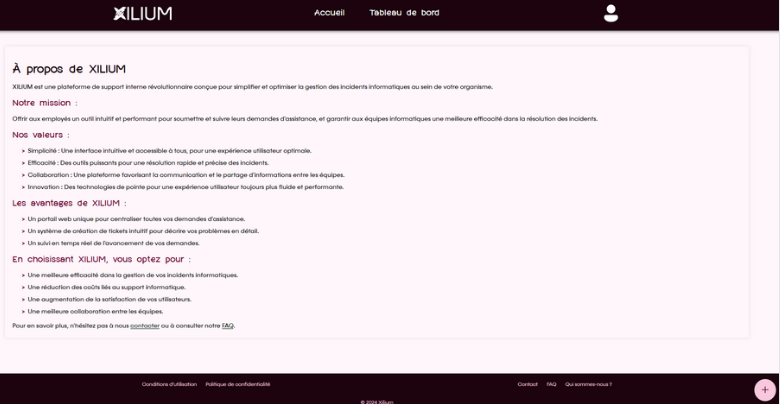 XILIUM
Accueil Tableau de bord
À propos de XILIUM
XILIUM est une plateforme de support interne révolutionnaire conçue pour simplifier et optimiser la gestion des incidents informatiques au sein de votre organisme.
Notre mission :
Offrir aux employés un outil intuitif et performant pour soumettre et suivre leurs demandes d'assistance, et garantir aux équipes informatiques une meilleure efficacité dans la résolution des incidents.
Nos valeurs :
➤ Simplicité : Une interface intuitive et accessible à tous, pour une expérience utilisateur optimale.
➤ Efficacité : Des outils puissants pour une résolution rapide et précise des incidents.
➤ Collaboration : Une plateforme favorisant la communication et le partage d'informations entre les équipes.
➤ Innovation : Des technologies de pointe pour une expérience utilisateur toujours plus fluide et performante.
Les avantages de XILIUM :
➤ Un portail web unique pour centraliser toutes vos demandes d'assistance.
➤ Un système de création de tickets intuitif pour décrire vos problèmes en détail.
➤ Un suivi en temps réel de l'avancement de vos demandes.
En choisissant XILIUM, vous optez pour :
➤ Une meilleure efficacité dans la gestion de vos incidents informatiques.
➤ Une réduction des coûts liés au support informatique.
➤ Une augmentation de la satisfaction de vos utilisateurs.
➤ Une meilleure collaboration entre les équipes.
Pour en savoir plus, n'hésitez pas à nous contacter ou à consulter notre FAQ.
Conditions d'utilisation Politique de confidentialité Contact FAQ Qui sommes-nous ?
+
© 2024 Xilium